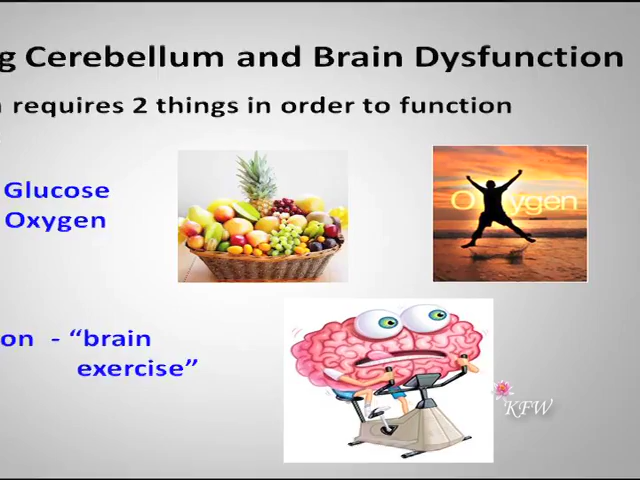 g Cerebellum and Brain Dysfunction
requires 2 things in order to function
Glucose
Oxygen
Oxygen
on - “brain
exercise”
KFW